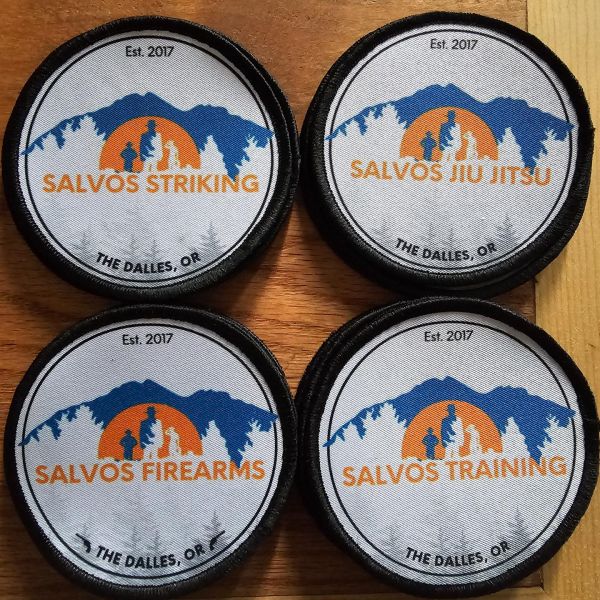 Est. 2017
SALVOS STRIKING
THE DALLES, OR
Est. 2017
SALVOS JIU JITSU
THE DALLES, OR
Est. 2017
SALVOS FIREARMS
THE DALLES, OR
Est. 2017
SALVOS TRAINING
THE DALLES, OR